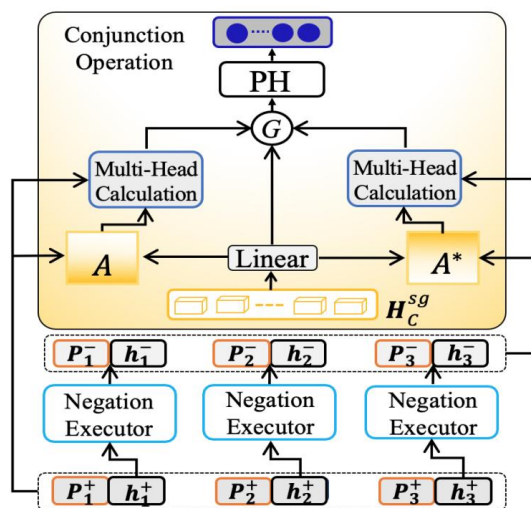 Conjunction
Operation
PH
G
Multi-Head
Calculation
Multi-Head
Calculation
A
Linear
A*
H_C^{sg}
P_1^- h_1^- P_2^- h_2^- P_3^- h_3^-
Negation
Executor
Negation
Executor
Negation
Executor
P_1^+ h_1^+ P_2^+ h_2^+ P_3^+ h_3^+